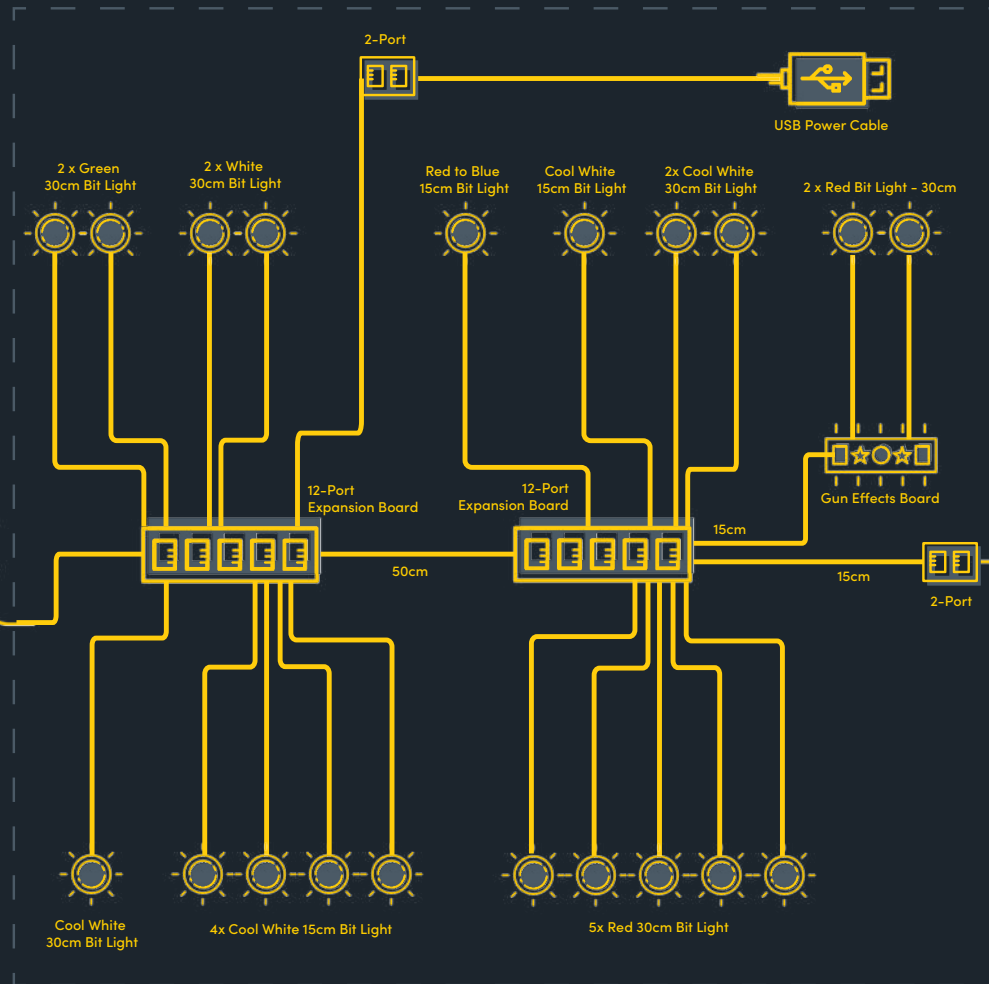 2-Port
USB Power Cable
2 x Green
30cm Bit Light
2 x White
30cm Bit Light
Red to Blue
15cm Bit Light
Cool White
15cm Bit Light
2x Cool White
30cm Bit Light
2 x Red Bit Light - 30cm
12-Port
Expansion Board
12-Port
Expansion Board
Gun Effects Board
15cm
50cm
15cm
2-Port
Cool White
30cm Bit Light
4x Cool White 15cm Bit Light
5x Red 30cm Bit Light